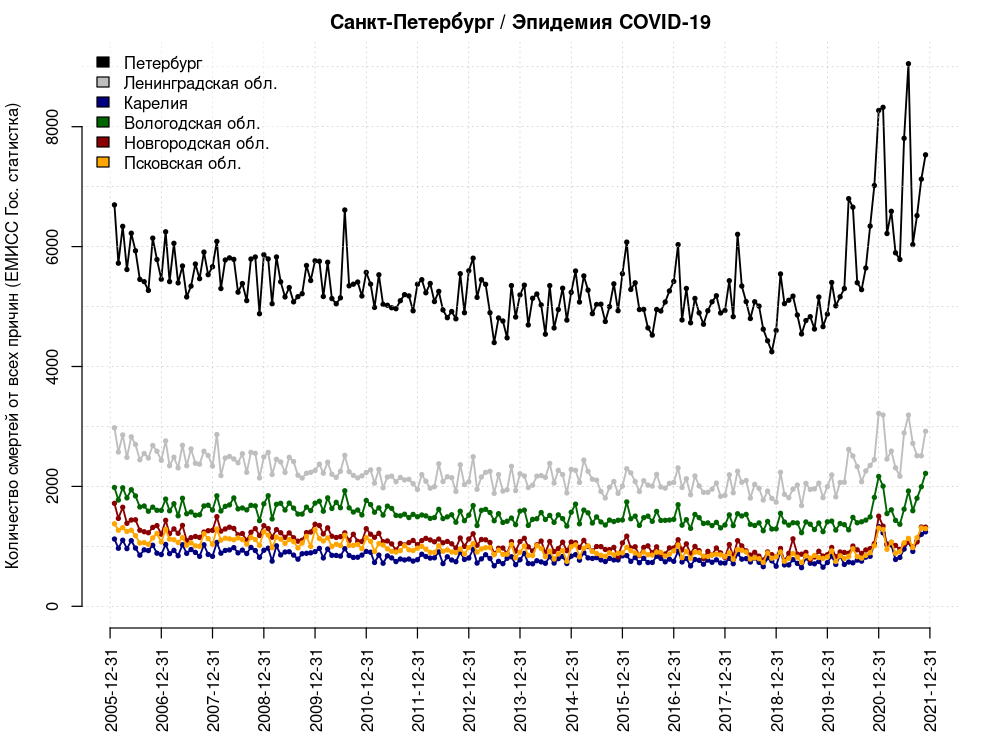 Санкт-Петербург / Эпидемия COVID-19
Количество смертей от всех причин (ЕМИСС Гос. статистка)
8000
6000
4000
2000
0
Петербург
Ленинградская обл.
Карелия
Вологодская обл.
Новгородская обл.
Псковская обл.
2005-12-31
2006-12-31
2007-12-31
2008-12-31
2009-12-31
2010-12-31
2011-12-31
2012-12-31
2013-12-31
2014-12-31
2015-12-31
2016-12-31
2017-12-31
2018-12-31
2019-12-31
2020-12-31
2021-12-31